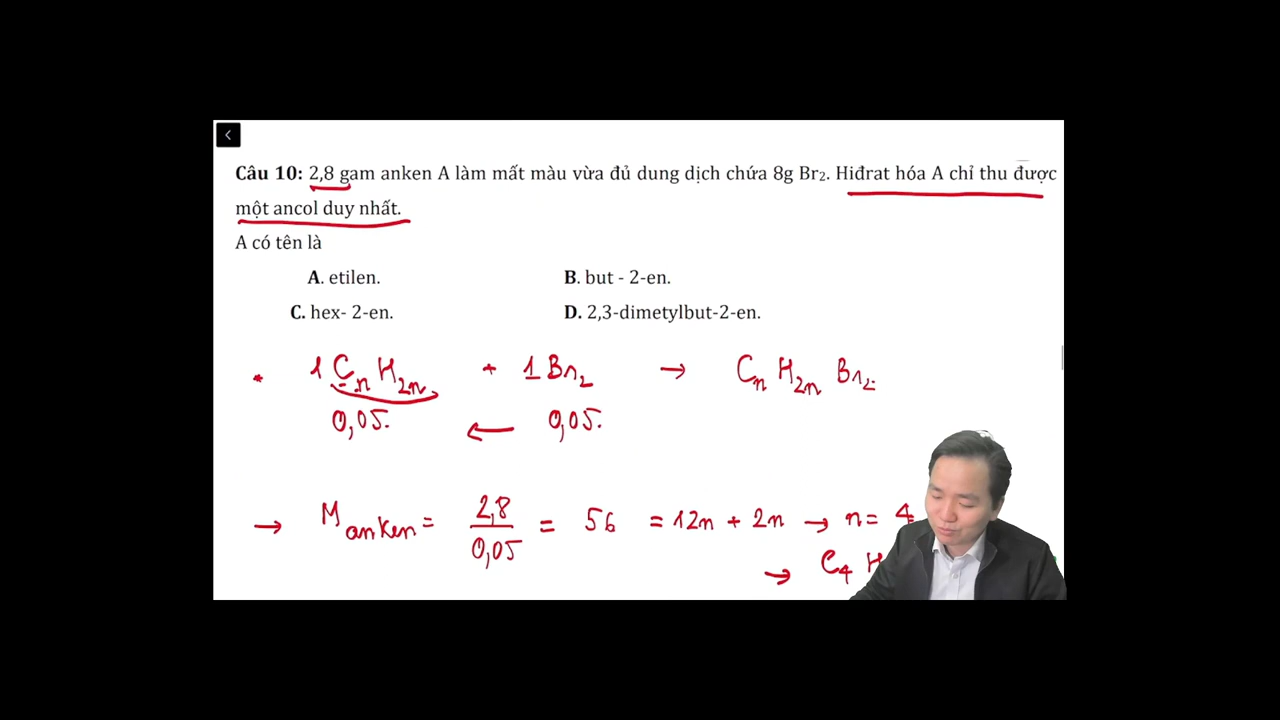 Câu 10: 2,8 gam anken A làm mất màu vừa đủ dung dịch chứa 8g Br₂. Hiđrat hóa A chỉ thu được
một ancol duy nhất.
A có tên là
A. etilen. B. but - 2-en.
C. hex- 2-en. D. 2,3-dimetylbut-2-en.
* 1 CₙH₂ₙ + 1 Br₂ → CₙH₂ₙBr₂
0,05. ← 0,05.
→ M anken = 2,8/0,05 = 56 = 12n + 2n → n = 4
→ C₄ H